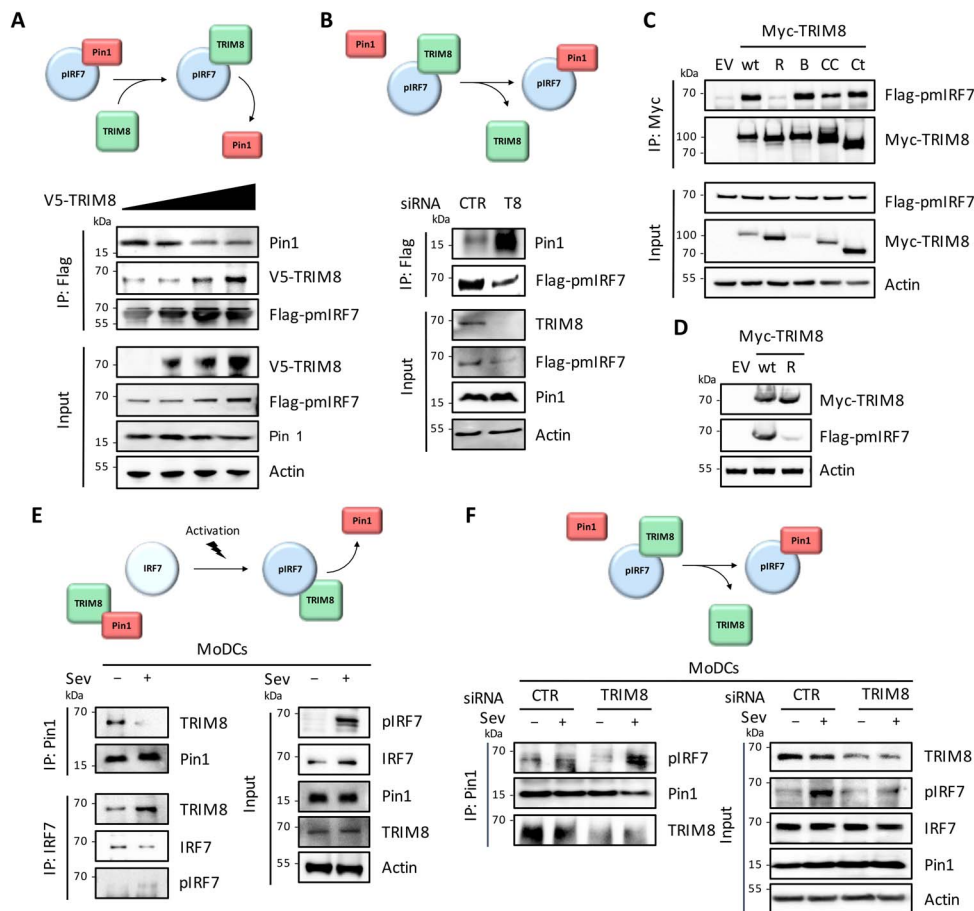 A
Pin1
pIRF7
TRIM8
pIRF7
TRIM8
Pin1
V5-TRIM8
kDa
IP: Flag
15
Pin1
70
V5-TRIM8
70
55
Flag-pmIRF7
Input
70
V5-TRIM8
70
Flag-pmIRF7
15
Pin 1
55
Actin
B
Pin1
TRIM8
pIRF7
Pin1
pIRF7
TRIM8
siRNA CTR T8
kDa
IP: Flag
15
Pin1
70
Flag-pmIRF7
Input
70
TRIM8
70
Flag-pmIRF7
15
Pin1
55
Actin
C
Myc-TRIM8
EV wt R B CC Ct
kDa
IP: Myc
70
Flag-pmIRF7
100
70
Myc-TRIM8
Input
70
Flag-pmIRF7
100
70
Myc-TRIM8
55
Actin
D
Myc-TRIM8
EV wt R
kDa
70
Myc-TRIM8
70
Flag-pmIRF7
55
Actin
E
Activation
Pin1
IRF7
pIRF7
TRIM8
TRIM8
Pin1
MoDCs
Sev – +
kDa
IP: Pin1
70
TRIM8
15
Pin1
IP: IRF7
70
TRIM8
70
IRF7
70
pIRF7
Sev – +
kDa
Input
70
pIRF7
70
IRF7
15
Pin1
70
TRIM8
55
Actin
F
Pin1
TRIM8
pIRF7
Pin1
pIRF7
TRIM8
MoDCs
siRNA CTR TRIM8
Sev – + – +
kDa
IP: Pin1
70
pIRF7
15
Pin1
70
TRIM8
siRNA CTR TRIM8
Sev – + – +
kDa
Input
70
TRIM8
70
pIRF7
70
IRF7
15
Pin1
55
Actin